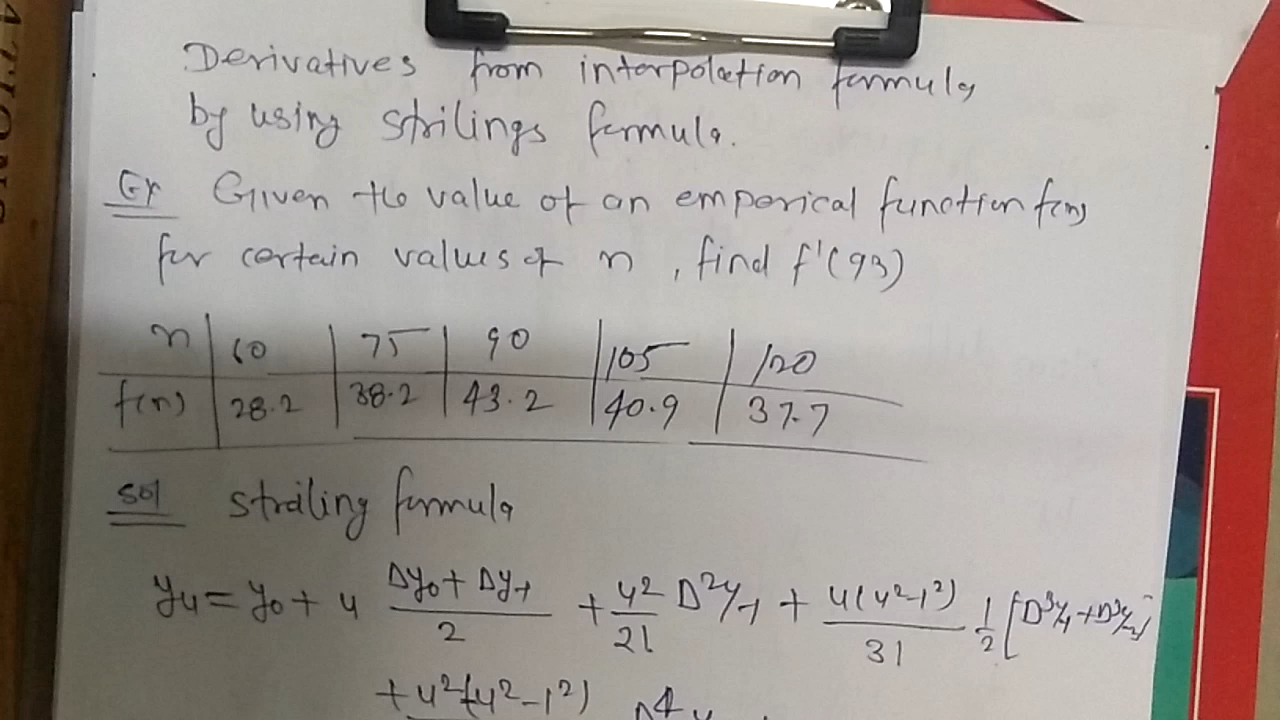 Derivatives from interpolation formula
by using strilings formula.
Ex Given the value of an emperical function f(n)
for certain values of n, find f'(93)
n | 60 | 75 | 90 | 105 | 120
f(n) | 28.2 | 38.2 | 43.2 | 40.9 | 37.7
Sol striling formula
yu = y0 + u (Δy0 + Δy-1)/2 + u²/2! Δ²y-1 + u(u²-1²)/3! 1/2 [Δ³y-1 + Δ³y-2]
+ u²(u²-1²) Δ⁴y
ATIONS